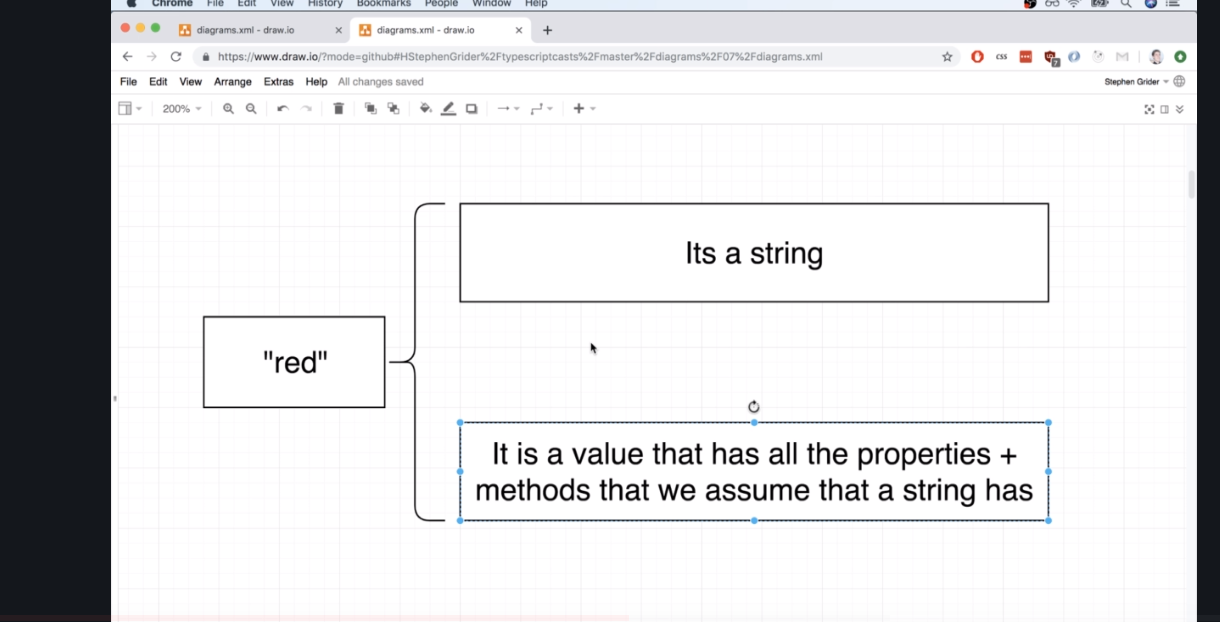 Chrome File Edit View History Bookmarks People Window Help
diagrams.xml - draw.io
diagrams.xml - draw.io
https://www.draw.io/?mode=github#HStephenGrider%2Ftypescriptcasts%2Fmaster%2Fdiagrams%2F07%2Fdiagrams.xml
css
7
File Edit View Arrange Extras Help All changes saved
Stephen Grider
200%
Its a string
"red"
It is a value that has all the properties +
methods that we assume that a string has